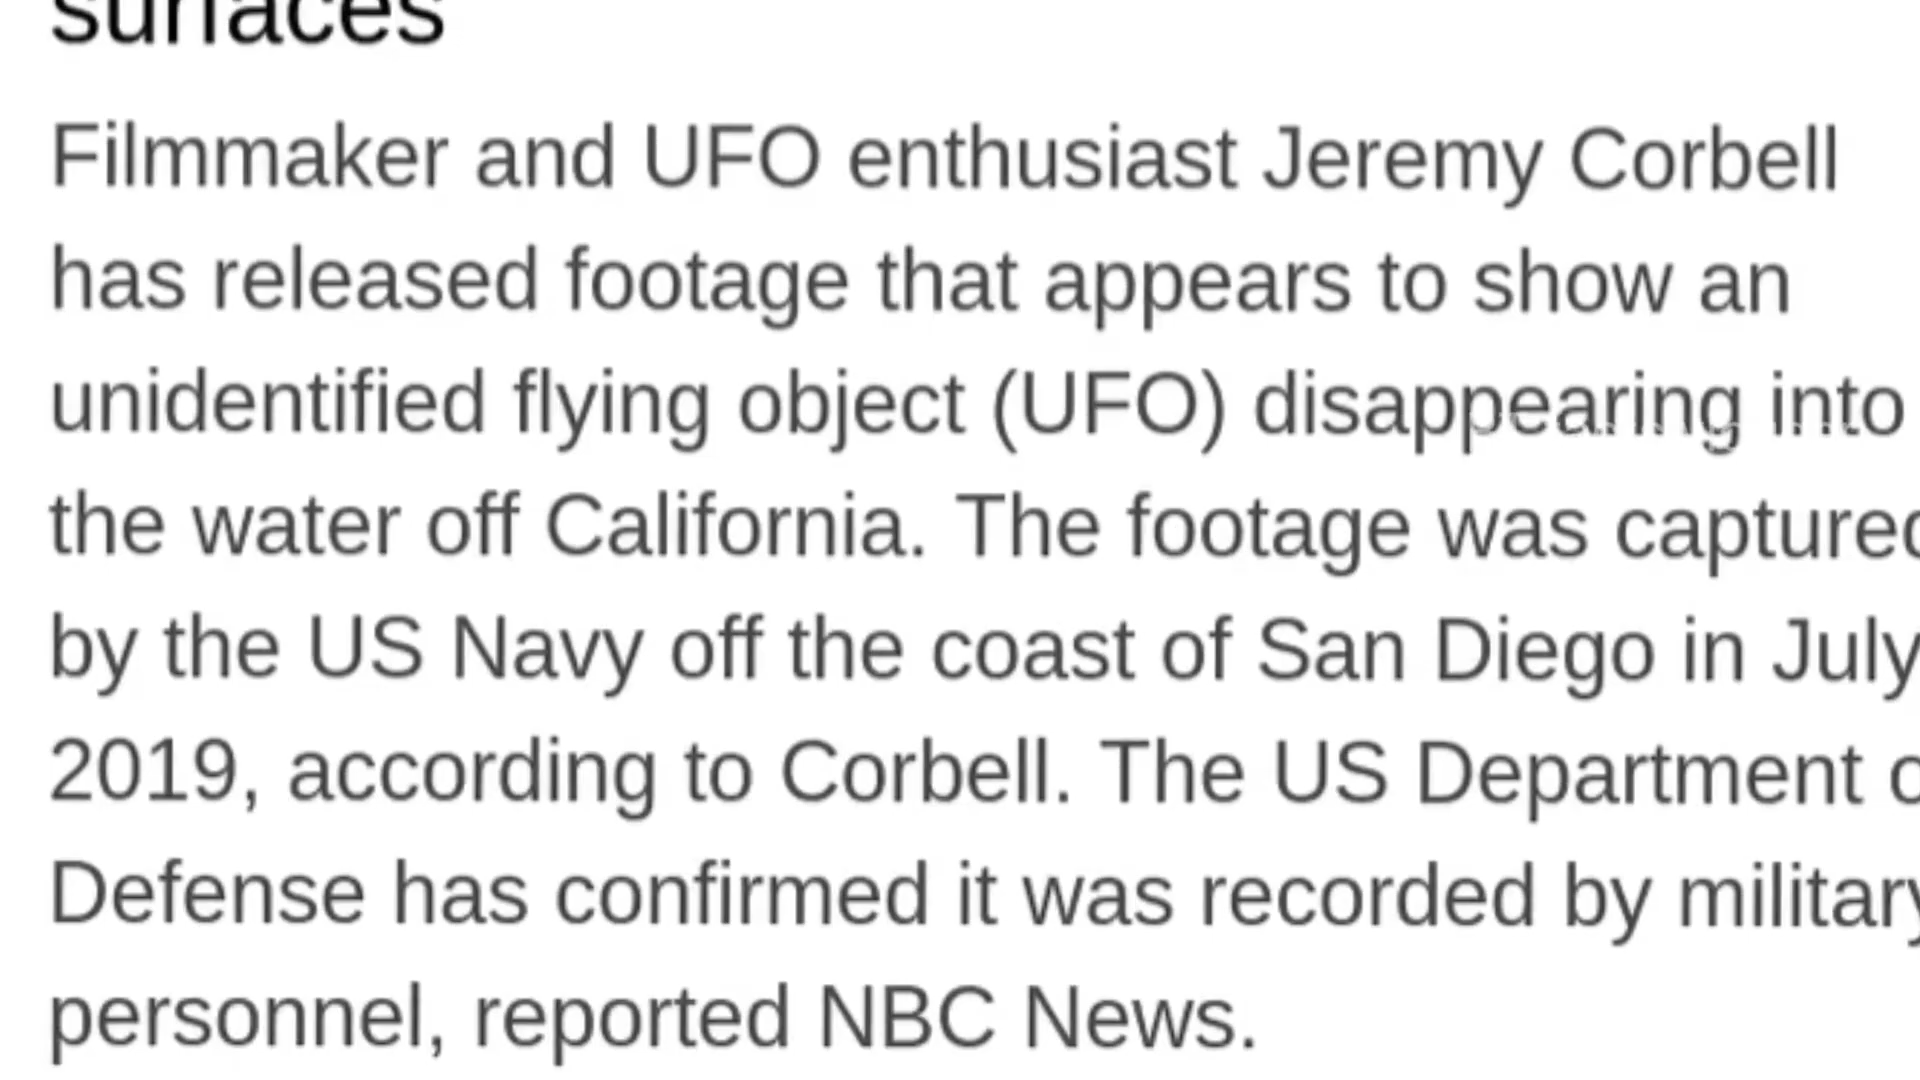 surfaces
Filmmaker and UFO enthusiast Jeremy Corbell
has released footage that appears to show an
unidentified flying object (UFO) disappearing into
the water off California. The footage was captured
by the US Navy off the coast of San Diego in July
2019, according to Corbell. The US Department o
Defense has confirmed it was recorded by military
personnel, reported NBC News.